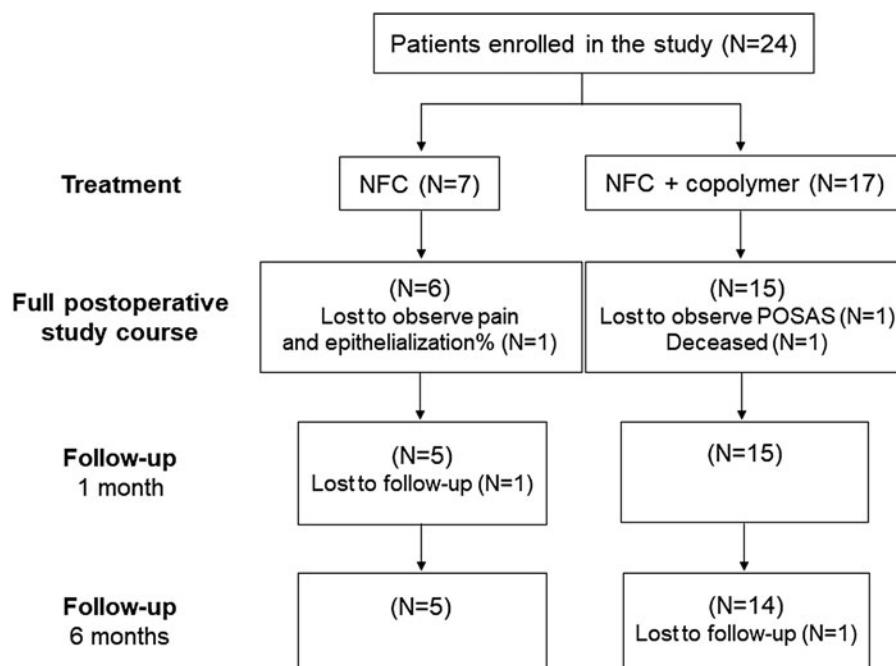 Patients enrolled in the study (N=24)
Treatment
NFC (N=7)
NFC + copolymer (N=17)
Full postoperative
study course
(N=6)
Lost to observe pain
and epithelialization% (N=1)
(N=15)
Lost to observe POSAS (N=1)
Deceased (N=1)
Follow-up
1 month
(N=5)
Lost to follow-up (N=1)
(N=15)
Follow-up
6 months
(N=5)
(N=14)
Lost to follow-up (N=1)